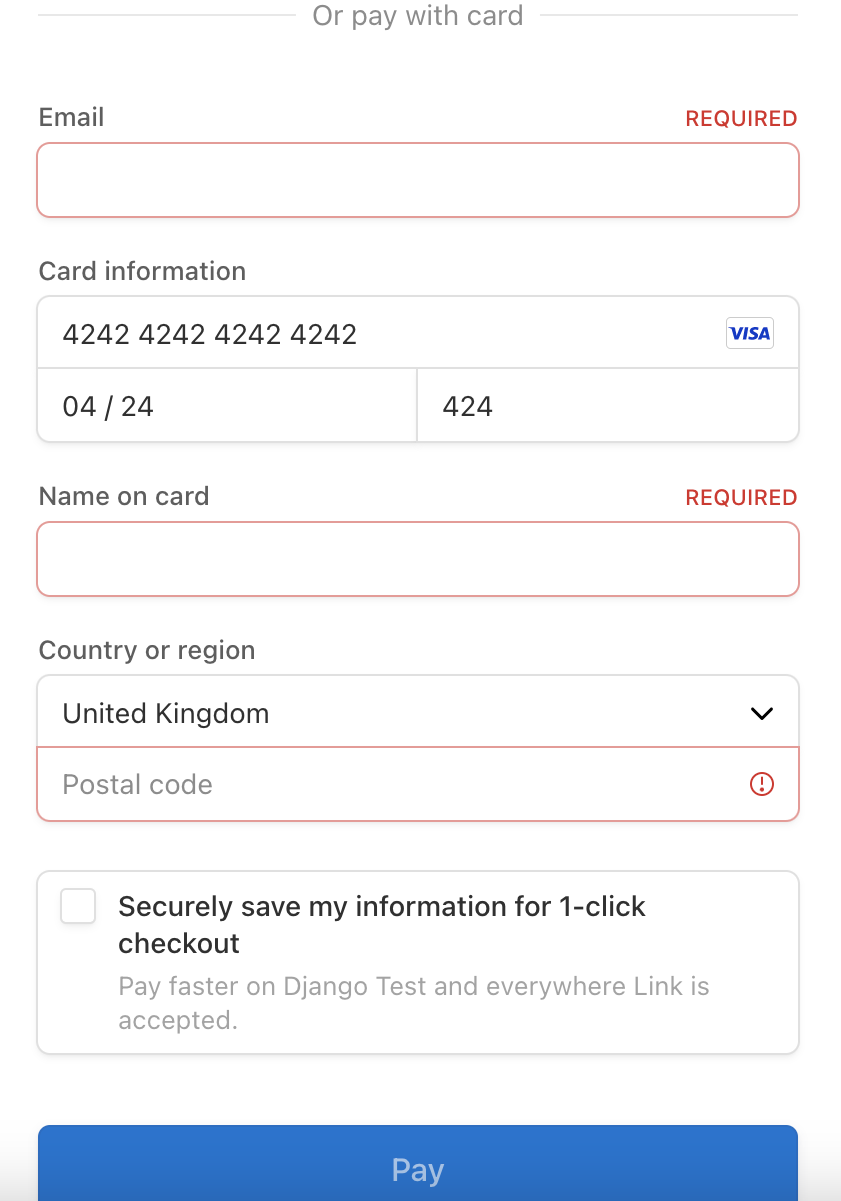 Or pay with card
Email
REQUIRED
Card information
4242 4242 4242 4242
VISA
04 / 24
424
Name on card
REQUIRED
Country or region
United Kingdom
Postal code
Securely save my information for 1-click
checkout
Pay faster on Django Test and everywhere Link is
accepted.
Pay